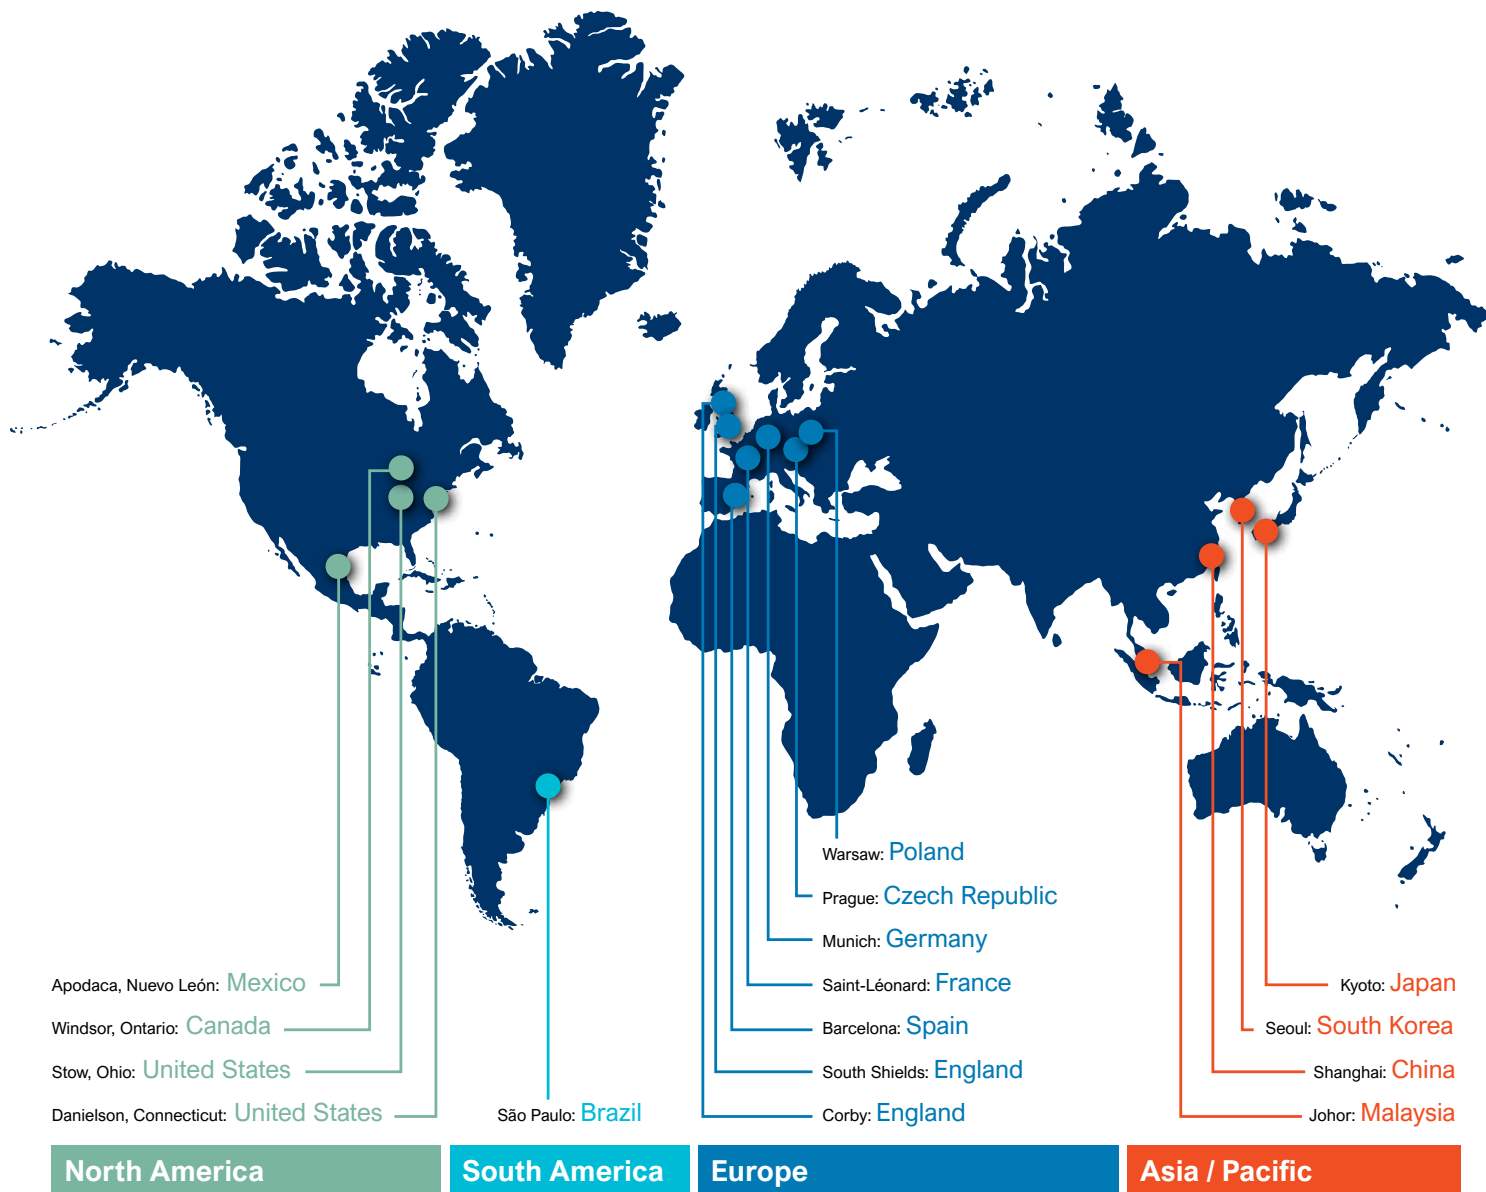 Warsaw: Poland
Prague: Czech Republic
Munich: Germany
Apodaca, Nuevo León: Mexico
Saint-Léonard: France
Kyoto: Japan
Windsor, Ontario: Canada
Barcelona: Spain
Seoul: South Korea
Stow, Ohio: United States
South Shields: England
Shanghai: China
Danielson, Connecticut: United States
São Paulo: Brazil
Corby: England
Johor: Malaysia
North America
South America
Europe
Asia / Pacific